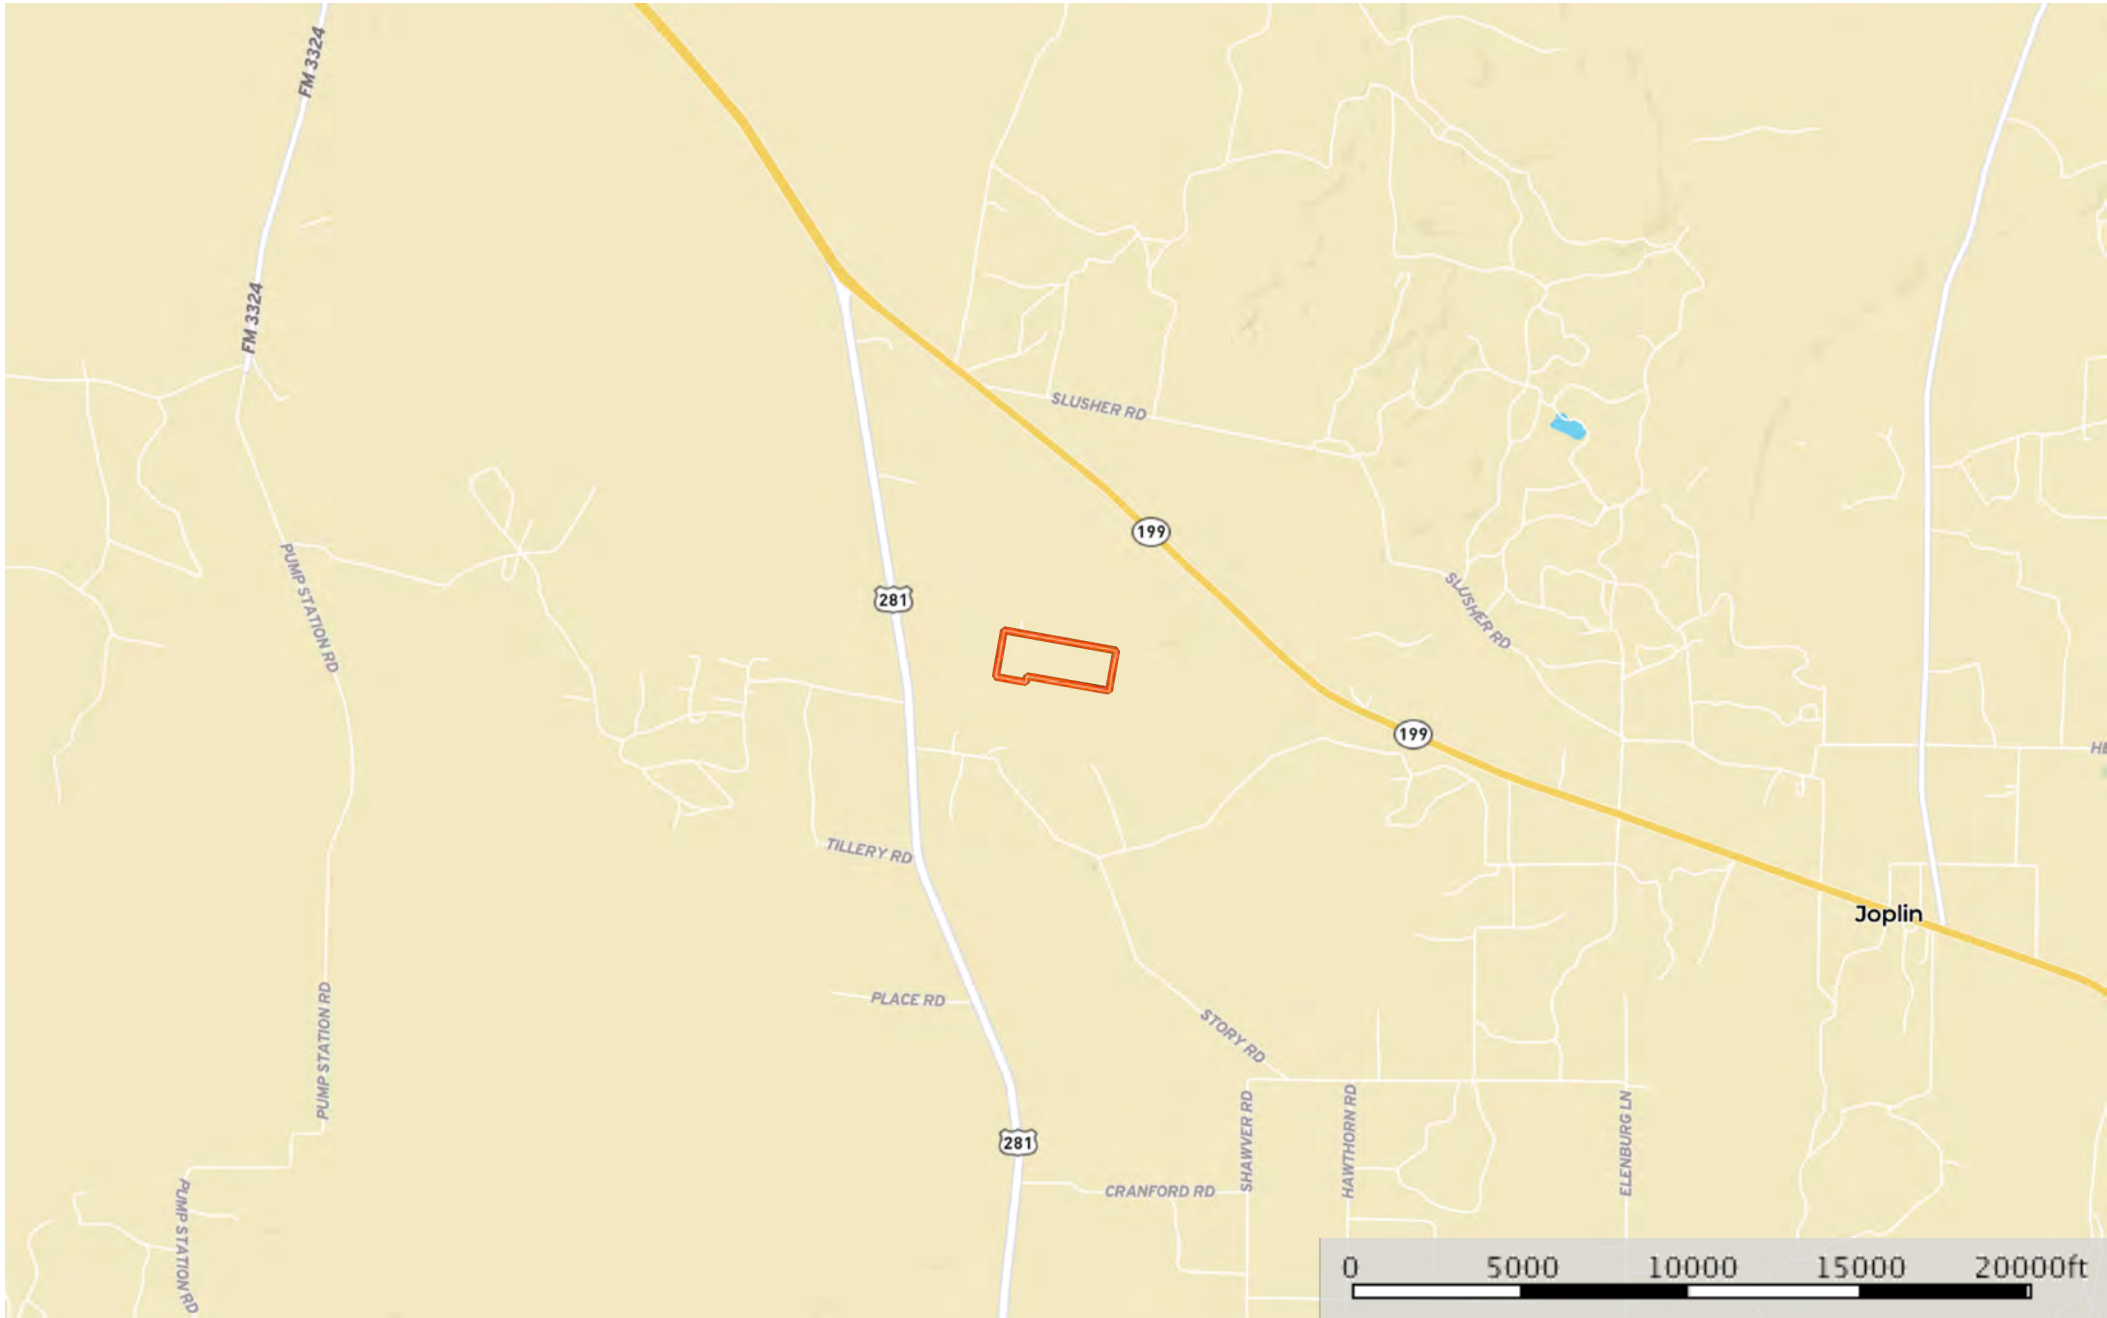 FM 3324
FM 3324
SLUSHER RD
199
PUMP STATION RD
281
SLUSHER RD
199
HE
TILLERY RD
Joplin
PLACE RD
PUMP STATION RD
STORY RD
SHAWVER RD
HAWTHORN RD
ELENBURG LN
281
CRANFORD RD
PUMP STATION RD
0 5000 10000 15000 20000ft